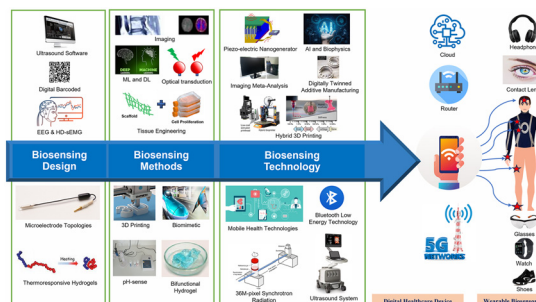 Ultrasound Software
Digital Barcoded
EEG & HD-sEMG
Imaging
ML and DL
Optical transduction
Scaffold
Cell Proliferation
Tissue Engineering
Piezo-electric Nanogenerator
AI
AI and Biophysics
Imaging Meta-Analysis
Digitally Twinned
Additive Manufacturing
Hybrid 3D Printing
Biosensing
Design
Biosensing
Methods
Biosensing
Technology
Microelectrode Topologies
Thermoresponsive Hydrogels
Heating
3D Printing
Biomimetic
pH-sense
Bifunctional
Hydrogel
Mobile Health Technologies
Bluetooth Low
Energy Technology
36M-pixel Synchrotron
Radiation
Ultrasound System
Cloud
Router
5G
NETWORKS
Digital Healthcare Device
Headphon
Contact Len
Glasses
Watch
Shoes
Wearable Biosensor